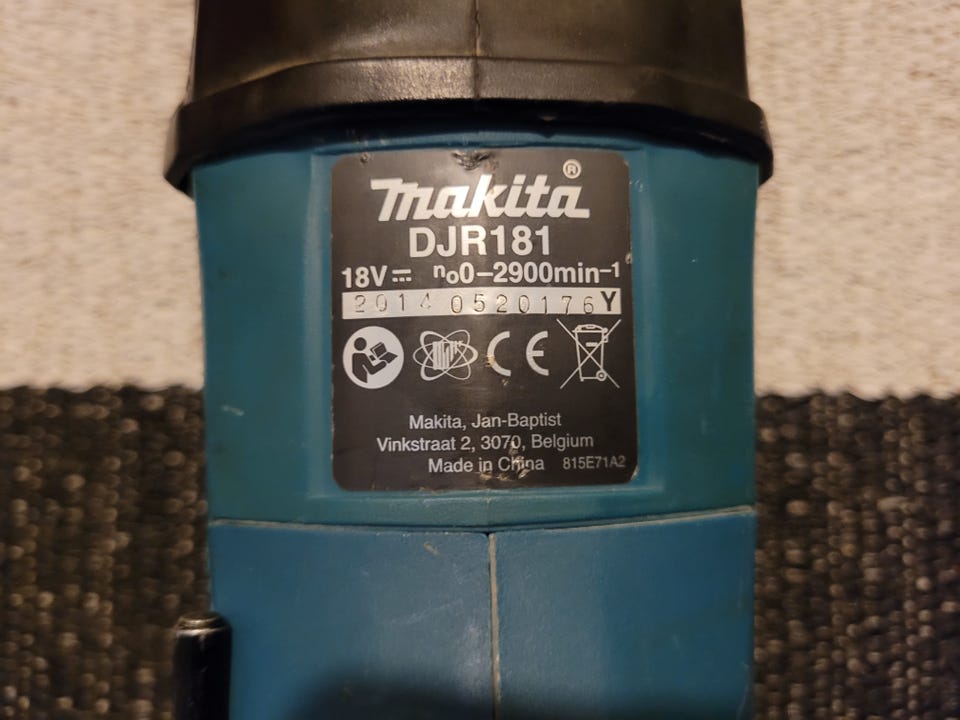 makita®
DJR181
18V⎓ n₀0–2900min⁻¹
2014 0520176Y
CE
Makita, Jan-Baptist
Vinkstraat 2, 3070, Belgium
Made in China 815E71A2